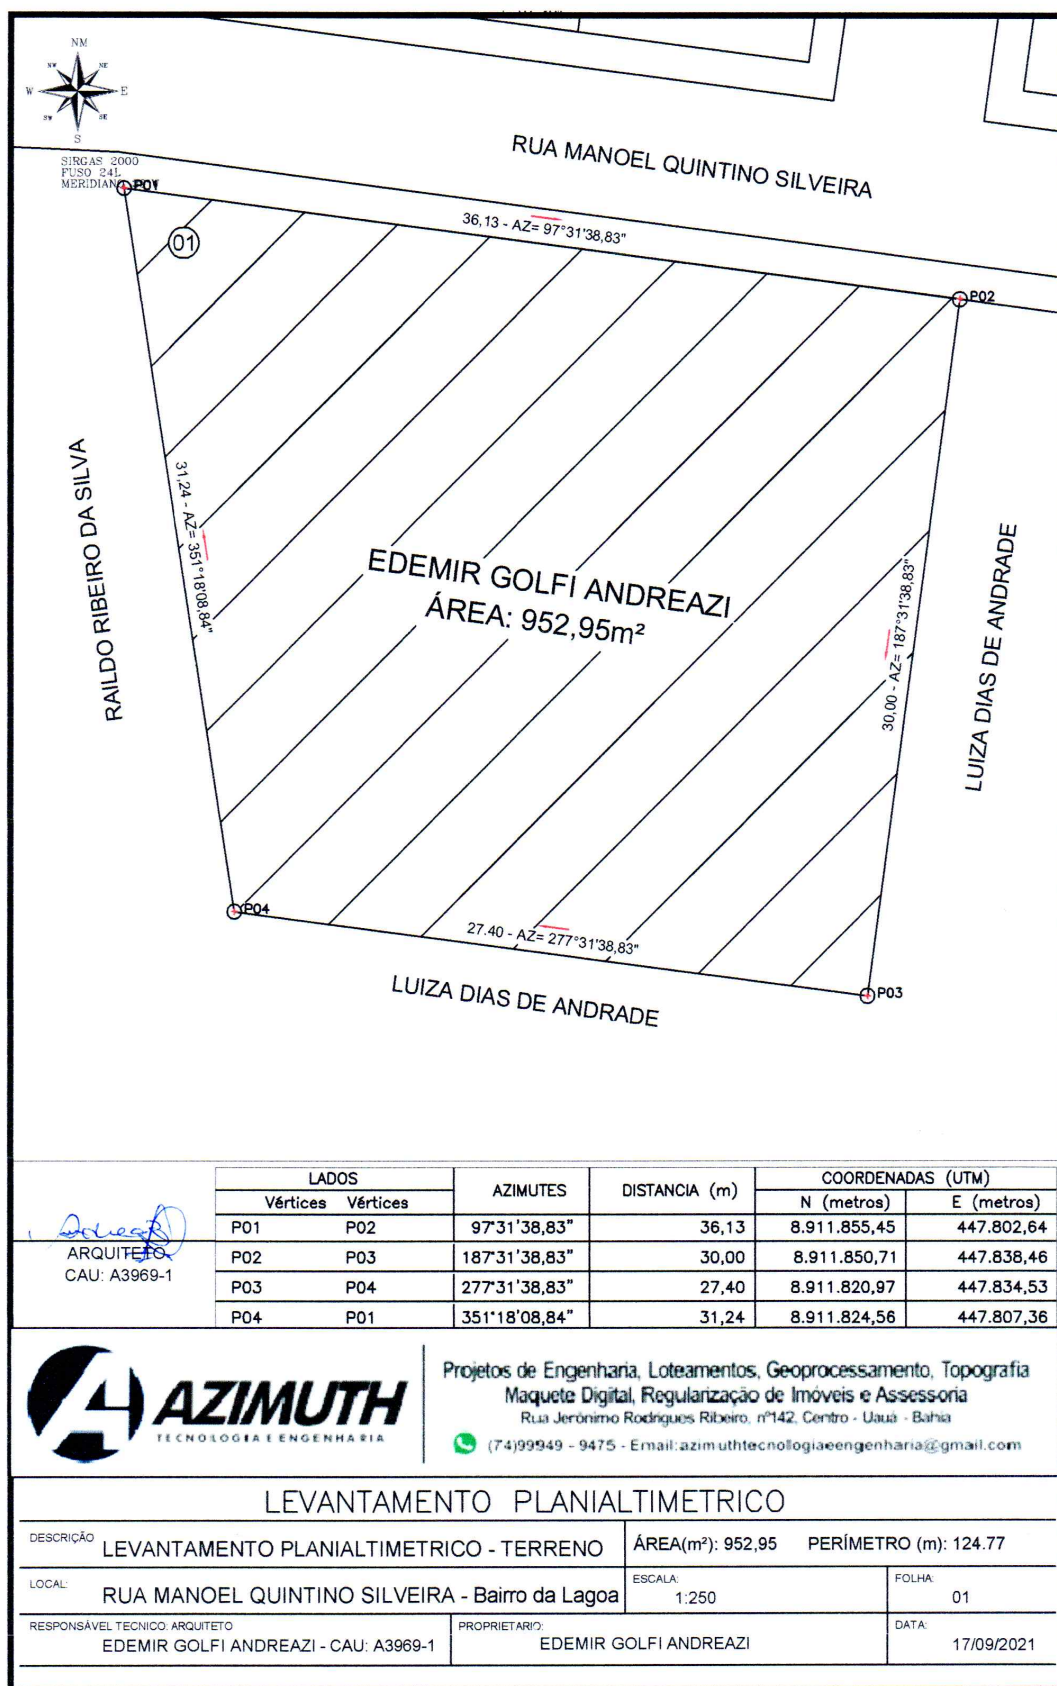 NM
NW
NE
W
E
SW
SE
S
SIRGAS 2000
FUSO 24L
P01
01
RUA MANOEL QUINTINO SILVEIRA
36,13 - AZ= 97°31'38,83"
P02
RAILDO RIBEIRO DA SILVA
31,24 - AZ= 351°18'08,84"
EDEMIR GOLFI ANDREAZI
ÁREA: 952,95m²
30,00 - AZ= 187°31'38,83"
LUIZA DIAS DE ANDRADE
P04
27.40 - AZ= 277°31'38,83"
P03
LUIZA DIAS DE ANDRADE
ARQUITETO
CAU: A3969-1
LADOS AZIMUTES DISTANCIA (m) COORDENADAS (UTM)
Vértices Vértices N (metros) E (metros)
P01 P02 97°31'38,83" 36,13 8.911.855,45 447.802,64
P02 P03 187°31'38,83" 30,00 8.911.850,71 447.838,46
P03 P04 277°31'38,83" 27,40 8.911.820,97 447.834,53
P04 P01 351°18'08,84" 31,24 8.911.824,56 447.807,36
AZIMUTH
TECNOLOGIA E ENGENHARIA
Projetos de Engenharia, Loteamentos, Geoprocessamento, Topografia
Maquete Digital, Regularização de Imóveis e Assessoria
Rua Jerônimo Rodrigues Ribeiro, nº142, Centro - Uauá - Bahia
(74)99949 - 9475 - Email: azimuthtecnologiaeengenharia@gmail.com
LEVANTAMENTO PLANIALTIMETRICO
DESCRIÇÃO LEVANTAMENTO PLANIALTIMETRICO - TERRENO ÁREA(m²): 952,95 PERÍMETRO (m): 124.77
LOCAL: RUA MANOEL QUINTINO SILVEIRA - Bairro da Lagoa ESCALA: 1:250 FOLHA: 01
RESPONSÁVEL TECNICO: ARQUITETO PROPRIETARIO: DATA:
EDEMIR GOLFI ANDREAZI - CAU: A3969-1 EDEMIR GOLFI ANDREAZI 17/09/2021